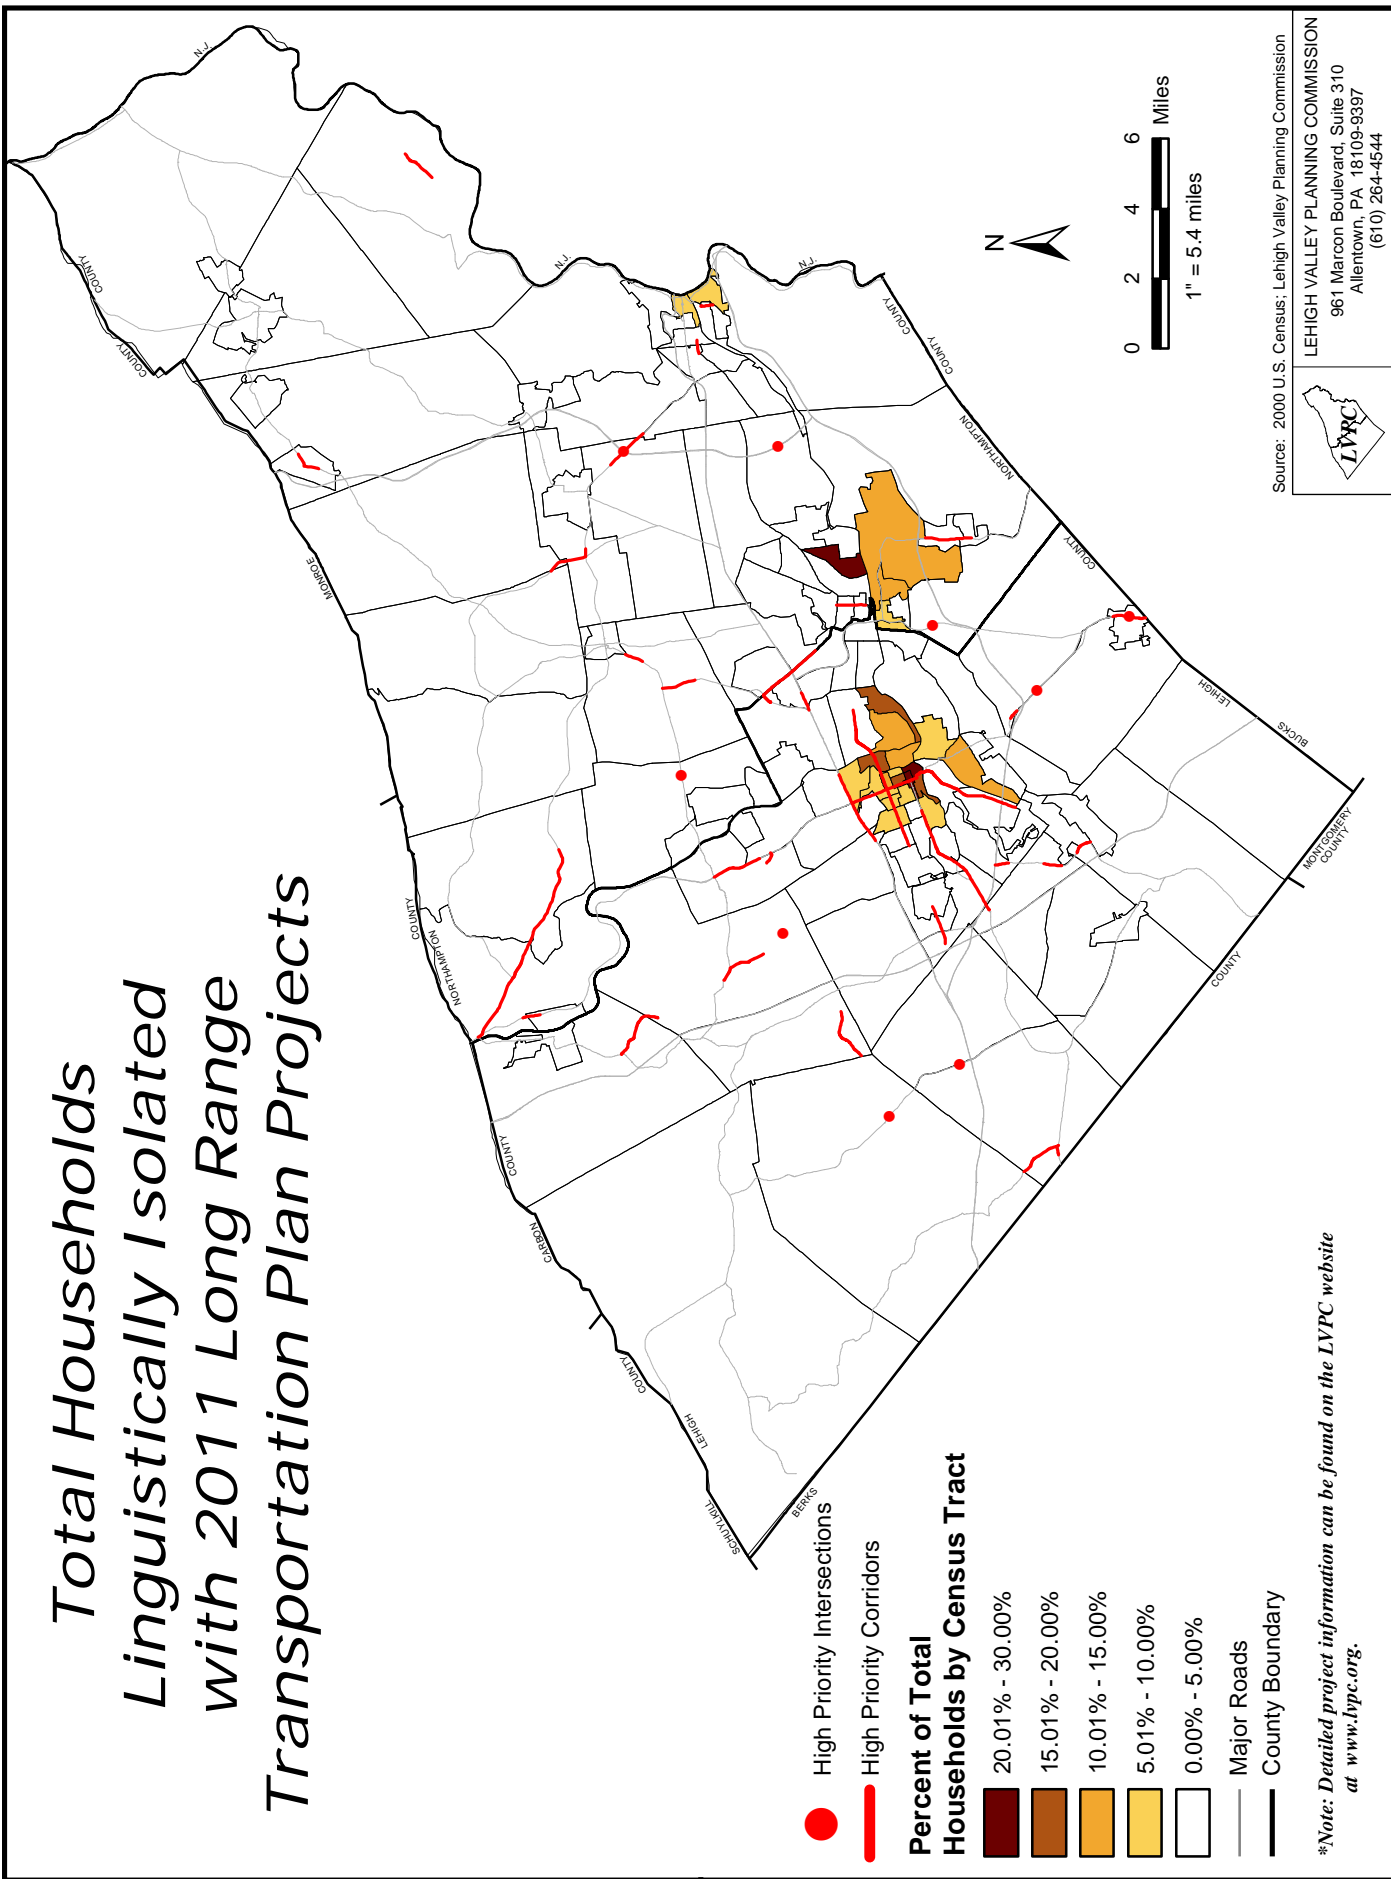 Total Households
Linguistically Isolated
with 2011 Long Range
Transportation Plan Projects
High Priority Intersections
High Priority Corridors
Percent of Total
Households by Census Tract
20.01% - 30.00%
15.01% - 20.00%
10.01% - 15.00%
5.01% - 10.00%
0.00% - 5.00%
Major Roads
County Boundary
*Note: Detailed project information can be found on the LVPC website
at www.lvpc.org.
SCHUYLKILL
COUNTY
LEHIGH
BERKS
COUNTY
CARBON
COUNTY
NORTHAMPTON
COUNTY
MONROE
COUNTY
COUNTY
N.J.
N.J.
N.J.
COUNTY
COUNTY
NORTHAMPTON
COUNTY
LEHIGH
BUCKS
MONTGOMERY
COUNTY
N
0 2 4 6
Miles
1" = 5.4 miles
Source: 2000 U.S. Census; Lehigh Valley Planning Commission
LVPC
LEHIGH VALLEY PLANNING COMMISSION
961 Marcon Boulevard, Suite 310
Allentown, PA 18109-9397
(610) 264-4544